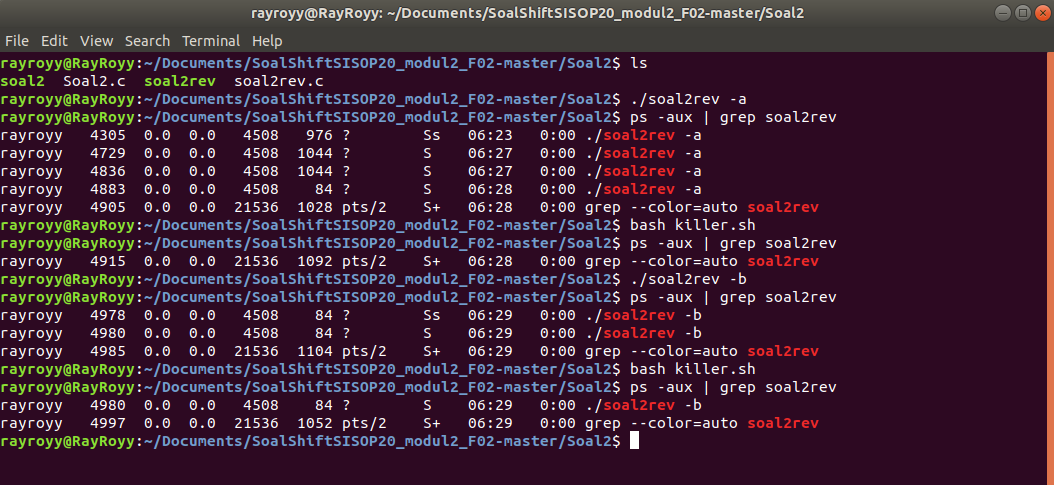 rayroyy@RayRoyy: ~/Documents/SoalShiftSISOP20_modul2_F02-master/Soal2
File Edit View Search Terminal Help
rayroyy@RayRoyy:~/Documents/SoalShiftSISOP20_modul2_F02-master/Soal2$ ls
soal2  Soal2.c  soal2rev  soal2rev.c
rayroyy@RayRoyy:~/Documents/SoalShiftSISOP20_modul2_F02-master/Soal2$ ./soal2rev -a
rayroyy@RayRoyy:~/Documents/SoalShiftSISOP20_modul2_F02-master/Soal2$ ps -aux | grep soal2rev
rayroyy   4305  0.0  0.0   4508   976 ?        Ss   06:23   0:00 ./soal2rev -a
rayroyy   4729  0.0  0.0   4508  1044 ?        S    06:27   0:00 ./soal2rev -a
rayroyy   4836  0.0  0.0   4508  1044 ?        S    06:27   0:00 ./soal2rev -a
rayroyy   4883  0.0  0.0   4508    84 ?        S    06:28   0:00 ./soal2rev -a
rayroyy   4905  0.0  0.0  21536  1028 pts/2    S+   06:28   0:00 grep --color=auto soal2rev
rayroyy@RayRoyy:~/Documents/SoalShiftSISOP20_modul2_F02-master/Soal2$ bash killer.sh
rayroyy@RayRoyy:~/Documents/SoalShiftSISOP20_modul2_F02-master/Soal2$ ps -aux | grep soal2rev
rayroyy   4915  0.0  0.0  21536  1092 pts/2    S+   06:28   0:00 grep --color=auto soal2rev
rayroyy@RayRoyy:~/Documents/SoalShiftSISOP20_modul2_F02-master/Soal2$ ./soal2rev -b
rayroyy@RayRoyy:~/Documents/SoalShiftSISOP20_modul2_F02-master/Soal2$ ps -aux | grep soal2rev
rayroyy   4978  0.0  0.0   4508    84 ?        Ss   06:29   0:00 ./soal2rev -b
rayroyy   4980  0.0  0.0   4508    84 ?        S    06:29   0:00 ./soal2rev -b
rayroyy   4985  0.0  0.0  21536  1104 pts/2    S+   06:29   0:00 grep --color=auto soal2rev
rayroyy@RayRoyy:~/Documents/SoalShiftSISOP20_modul2_F02-master/Soal2$ bash killer.sh
rayroyy@RayRoyy:~/Documents/SoalShiftSISOP20_modul2_F02-master/Soal2$ ps -aux | grep soal2rev
rayroyy   4980  0.0  0.0   4508    84 ?        S    06:29   0:00 ./soal2rev -b
rayroyy   4997  0.0  0.0  21536  1052 pts/2    S+   06:29   0:00 grep --color=auto soal2rev
rayroyy@RayRoyy:~/Documents/SoalShiftSISOP20_modul2_F02-master/Soal2$